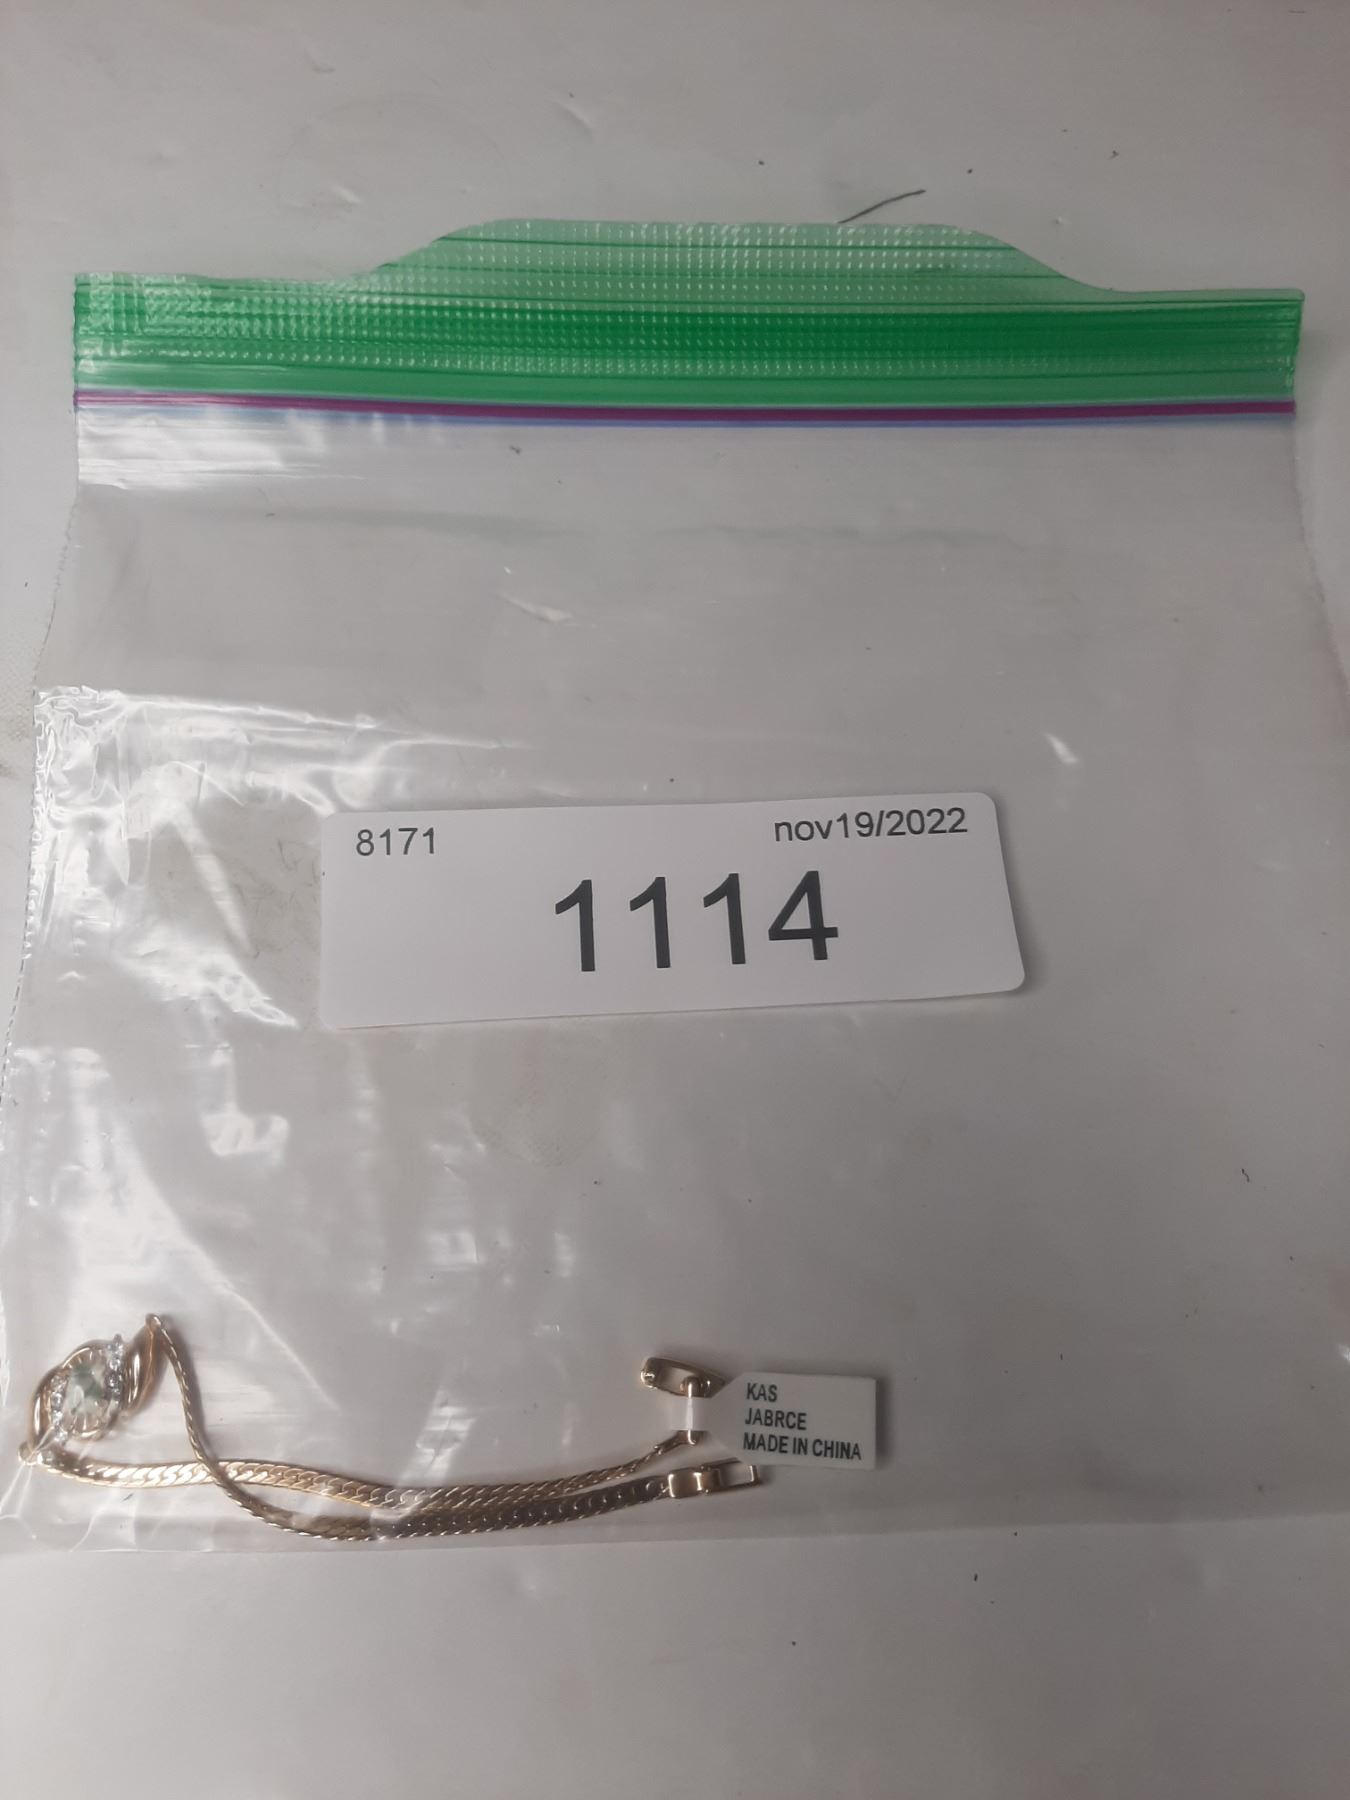 8171
nov19/2022
1114
KAS
JABRCE
MADE IN CHINA